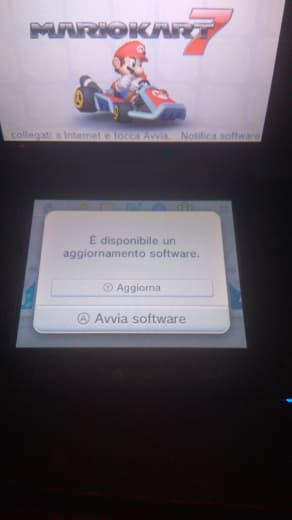 MARIOKART 7
collegati a Internet e tocca Avvia. Notifica software
È disponibile un
aggiornamento software.
Ⓨ Aggiorna
Ⓐ Avvia software